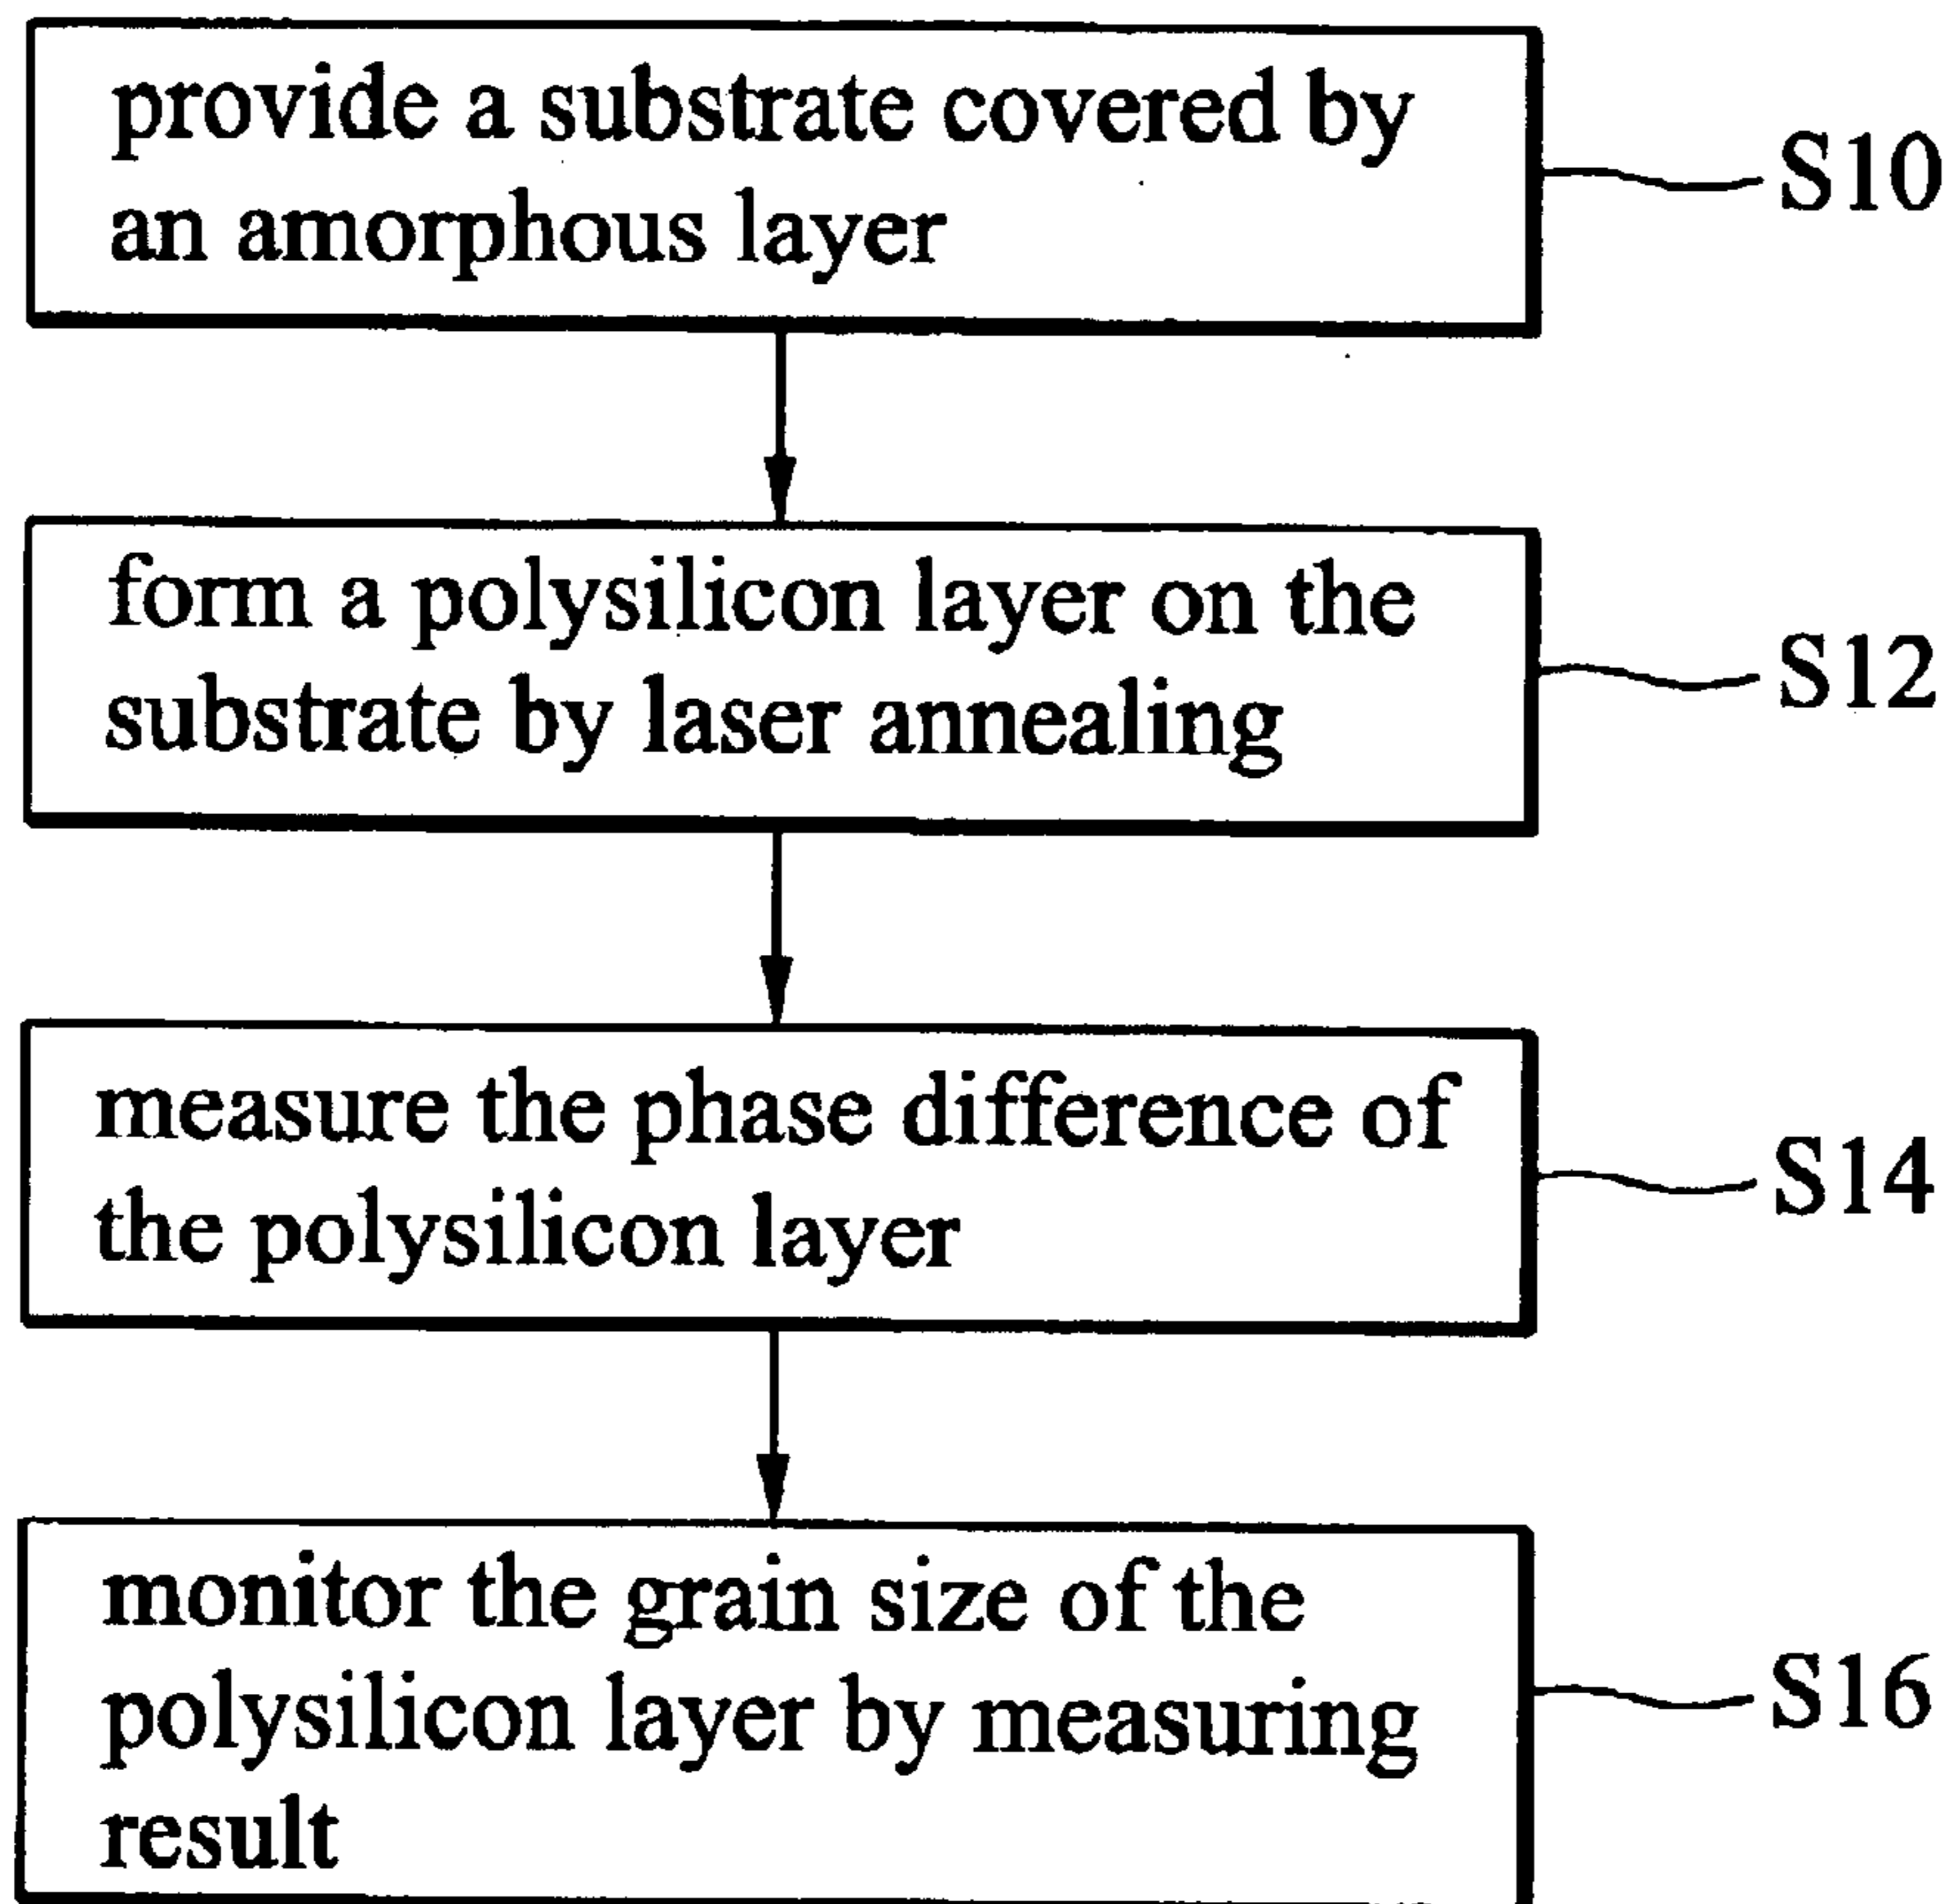 provide a substrate covered by
an amorphous layer
S10
form a polysilicon layer on the
substrate by laser annealing
S12
measure the phase difference of
the polysilicon layer
S14
monitor the grain size of the
polysilicon layer by measuring
result
S16